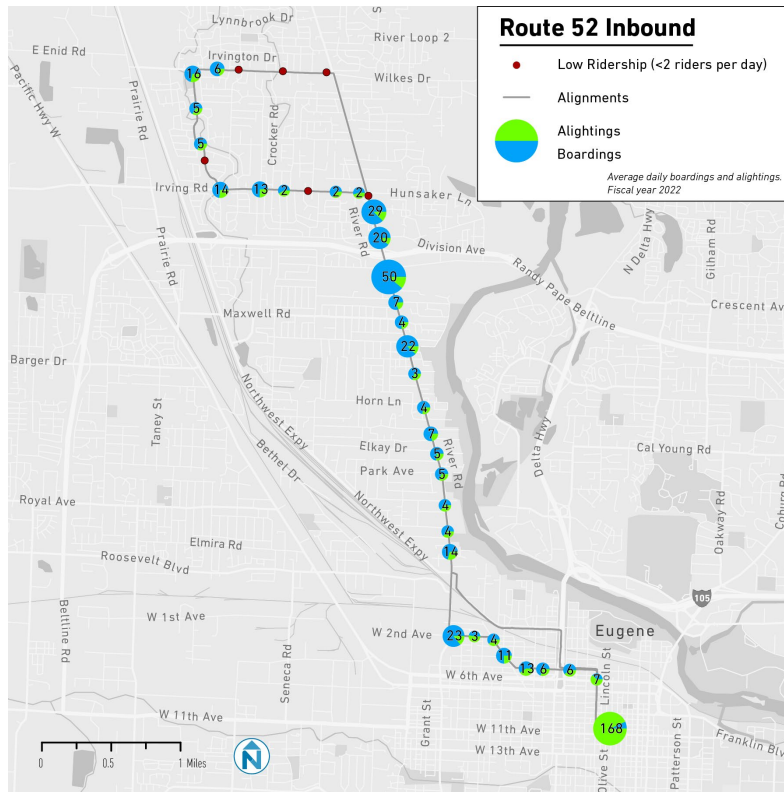 Route 52 Inbound
Low Ridership (<2 riders per day)
Alignments
Alightings
Boardings
Average daily boardings and alightings.
Fiscal year 2022
Lynnbrook Dr
S
River Loop 2
E Enid Rd
Irvington Dr
Wilkes Dr
16
6
Pacific Hwy W
Prairie Rd
Crocker Rd
5
5
Irving Rd
14
13
2
2
2
Hunsaker Ln
29
River Rd
20
Division Ave
Prairie Rd
N Delta Hwy
Gilham Rd
Randy Pape Beltline
50
7
Crescent Ave
Maxwell Rd
4
22
Barger Dr
3
Northwest Expy
Taney St
Horn Ln
4
7
Delta Hwy
Elkay Dr
River Rd
5
Cal Young Rd
Bethel Dr
Park Ave
5
Royal Ave
Northwest Expy
4
Oakway Rd
Coburg Rd
Elmira Rd
4
Roosevelt Blvd
14
105
Beltline Rd
W 1st Ave
W 2nd Ave
23
3
4
Eugene
11
Lincoln St
Seneca Rd
W 6th Ave
13
6
6
7
W 11th Ave
Grant St
W 11th Ave
168
Patterson St
Franklin Blv
W 13th Ave
Olive St
0
0.5
1 Miles
N